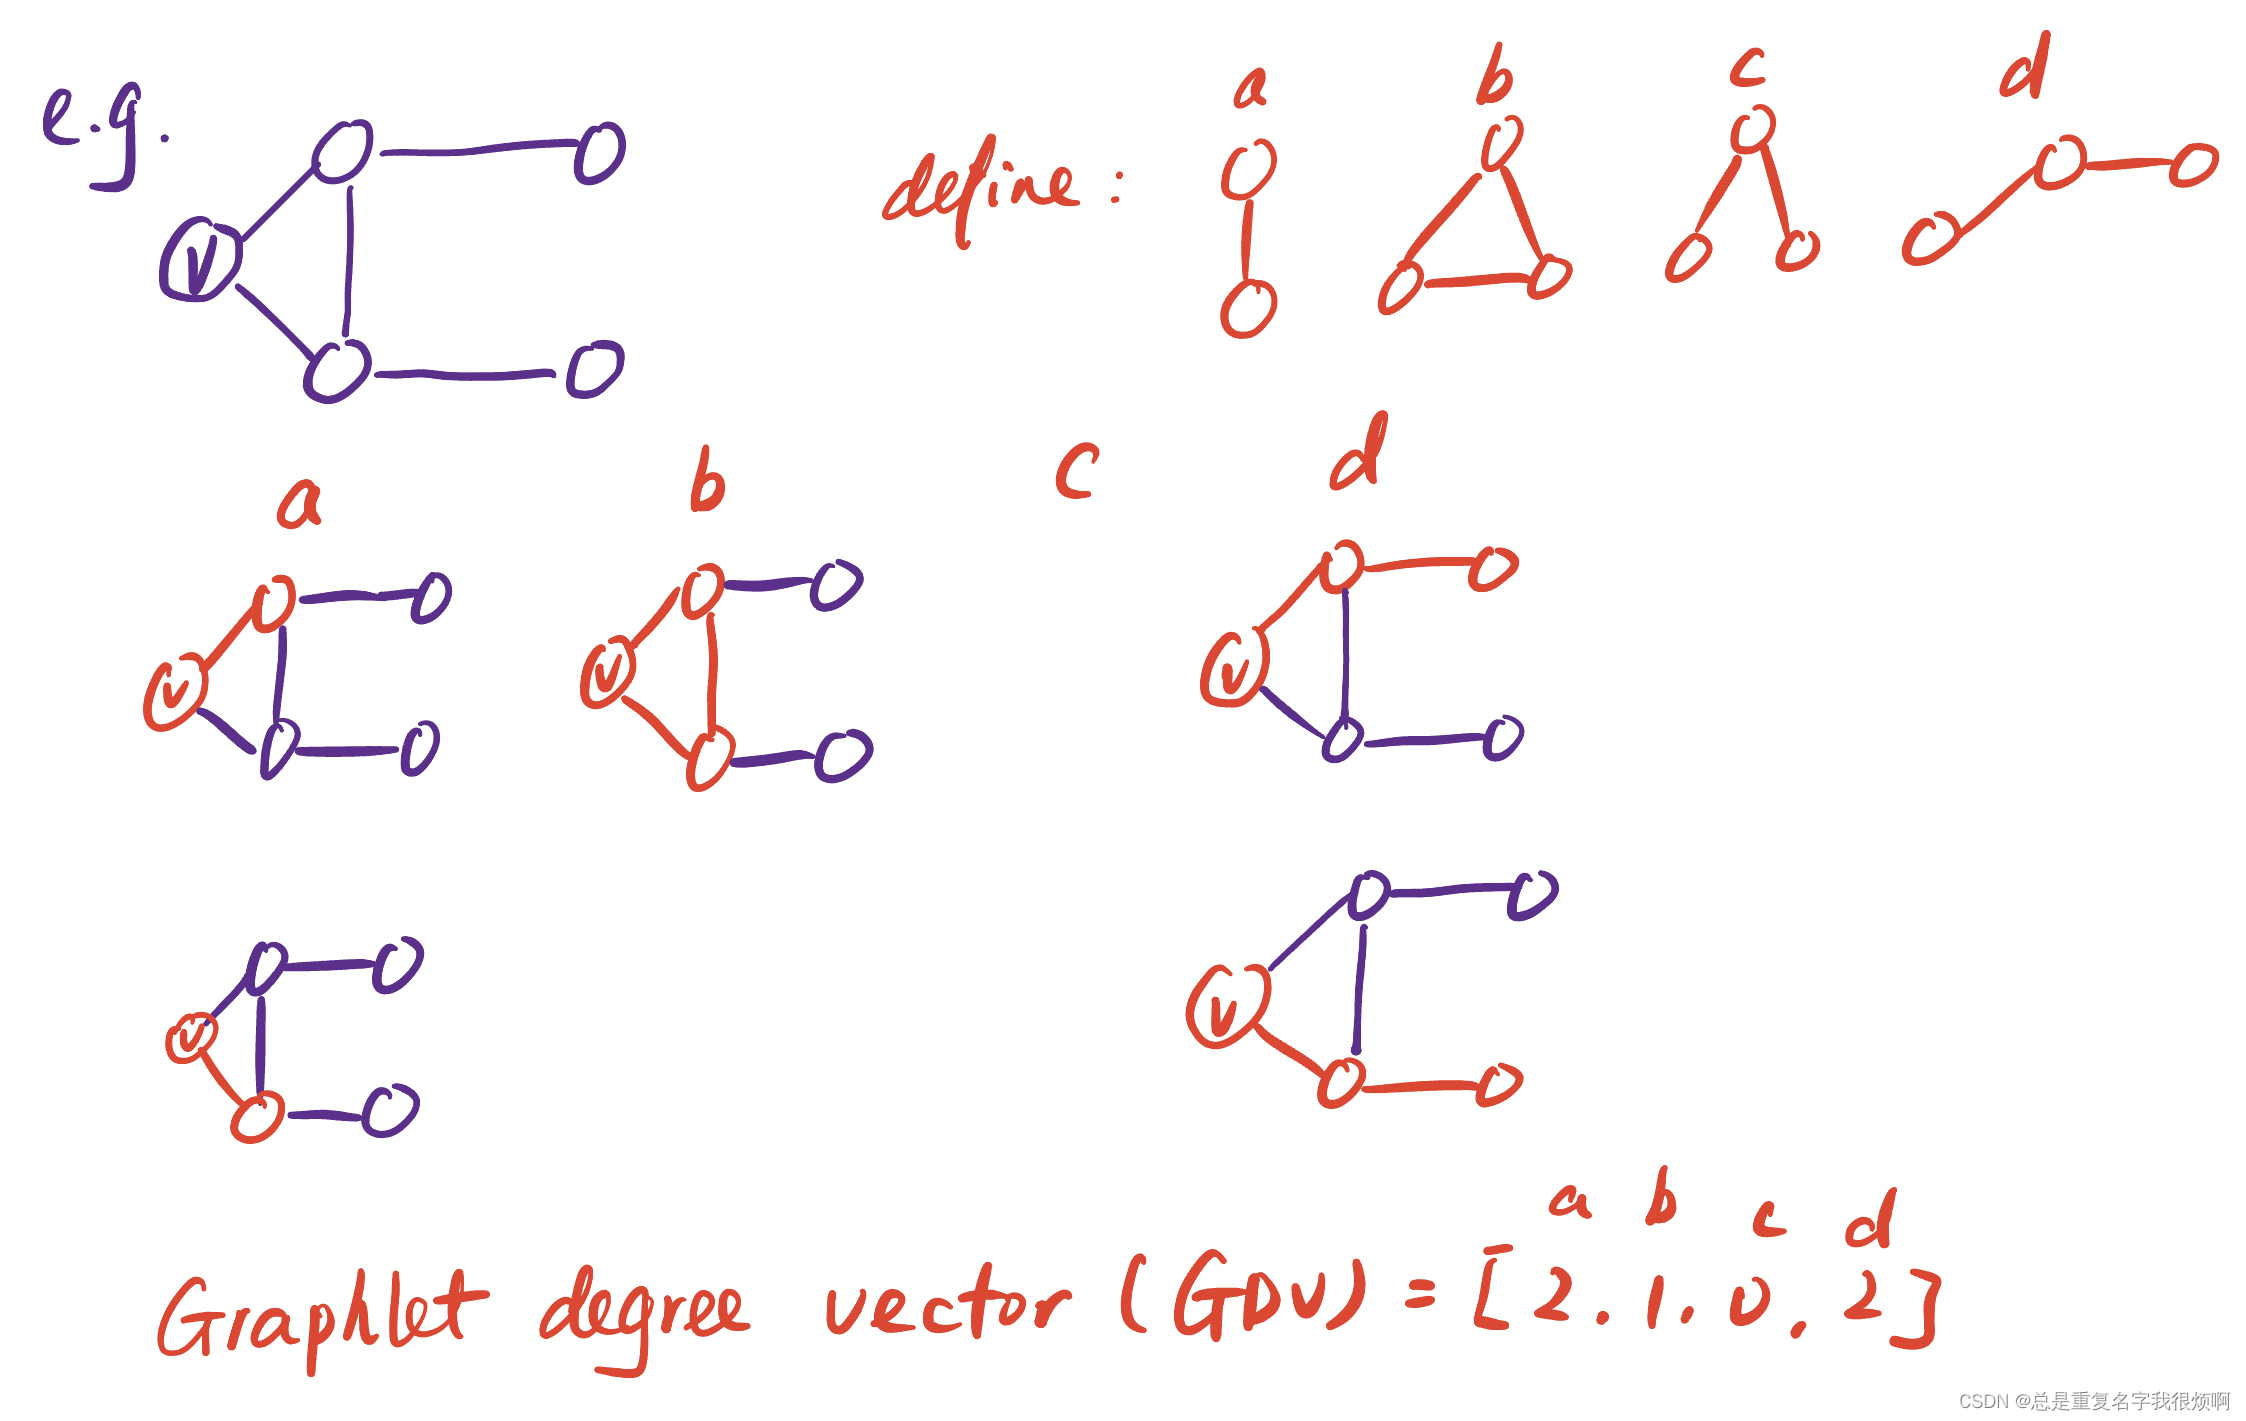 e.g.
define:
a b c d
V
a b c d
V V V
V V
a b c d
Graphlet degree vector (GDV) = [2.1.0.2]
CSDN @总是重复名字我很烦啊